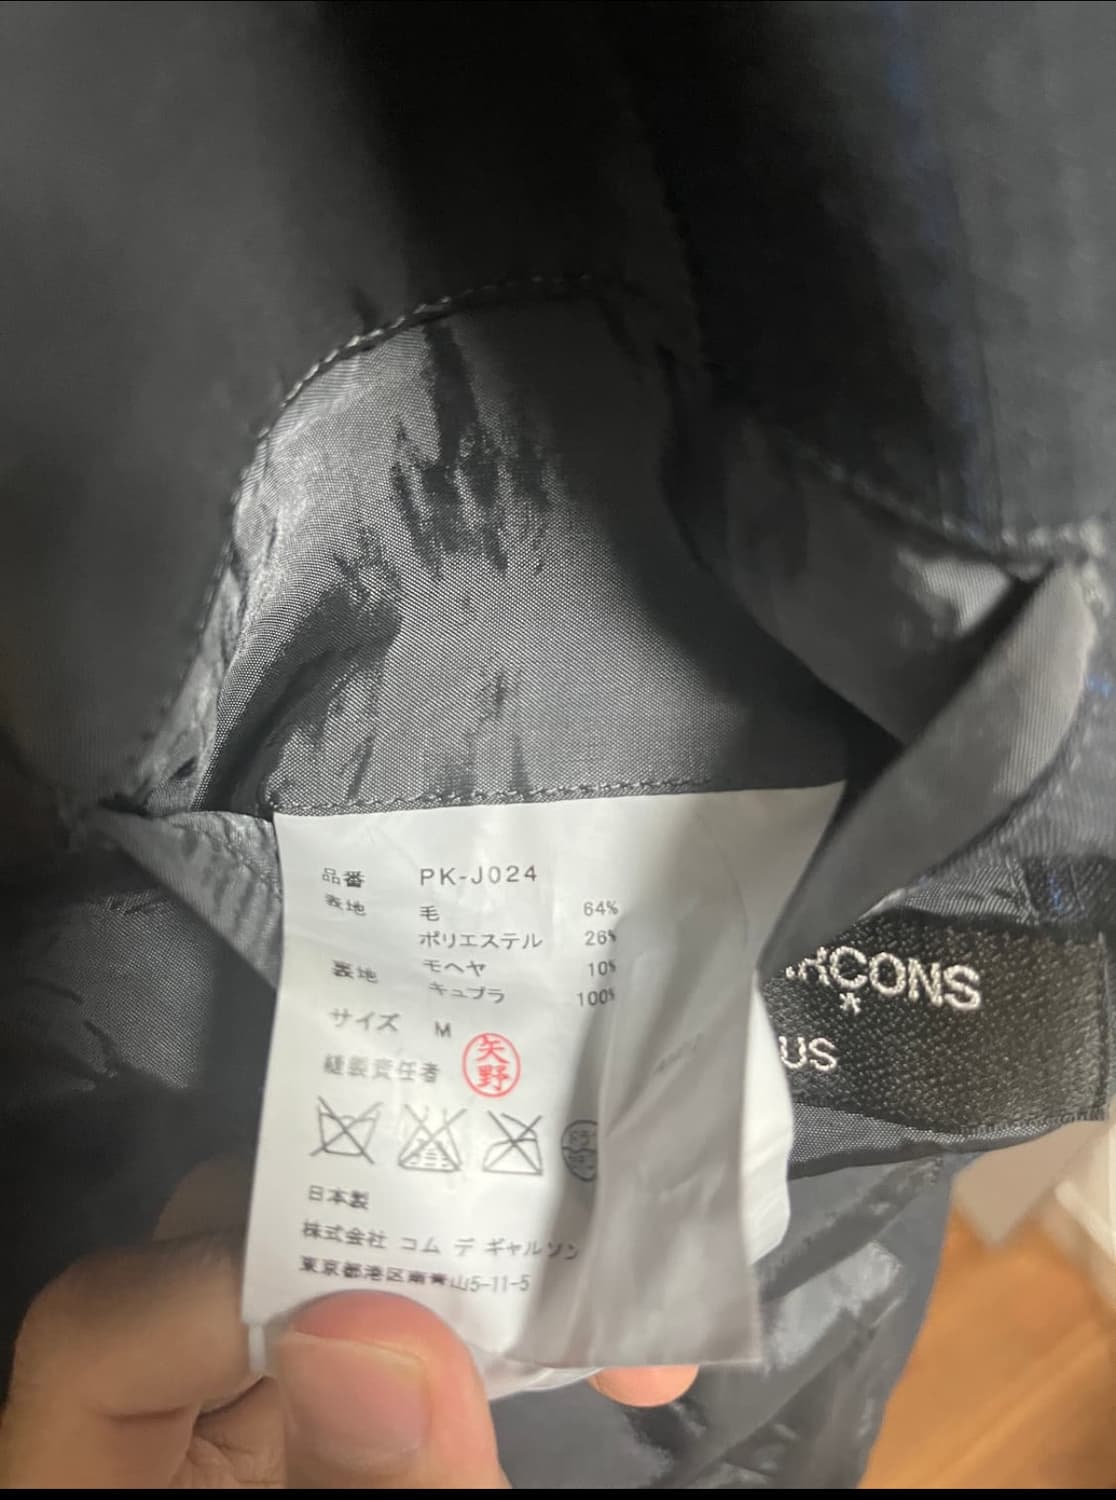 品番 PK-J024
表地 毛 64%
ポリエステル 26%
モヘヤ 10%
裏地 キュプラ 100%
サイズ M
縫製責任者 矢野
日本製
株式会社 コム デ ギャルソン
東京都港区南青山5-11-5
RCONS
US